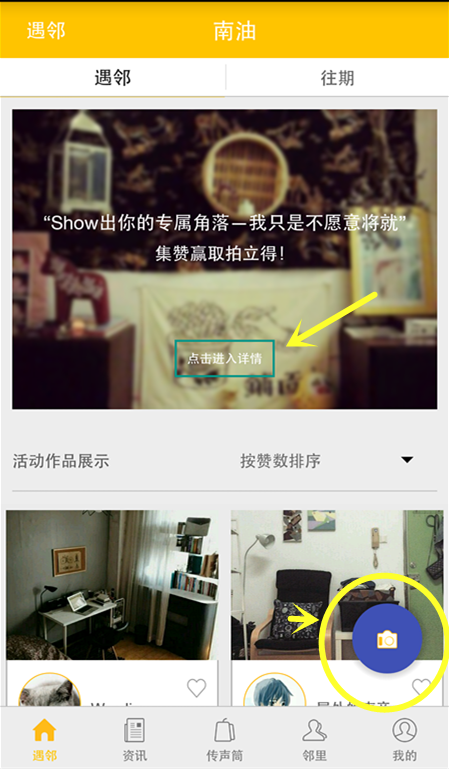 遇邻
南油
遇邻
往期
“Show出你的专属角落—我只是不愿意将就”
集赞赢取拍立得！
点击进入详情
活动作品展示
按赞数排序
遇邻
资讯
传声筒
邻里
我的